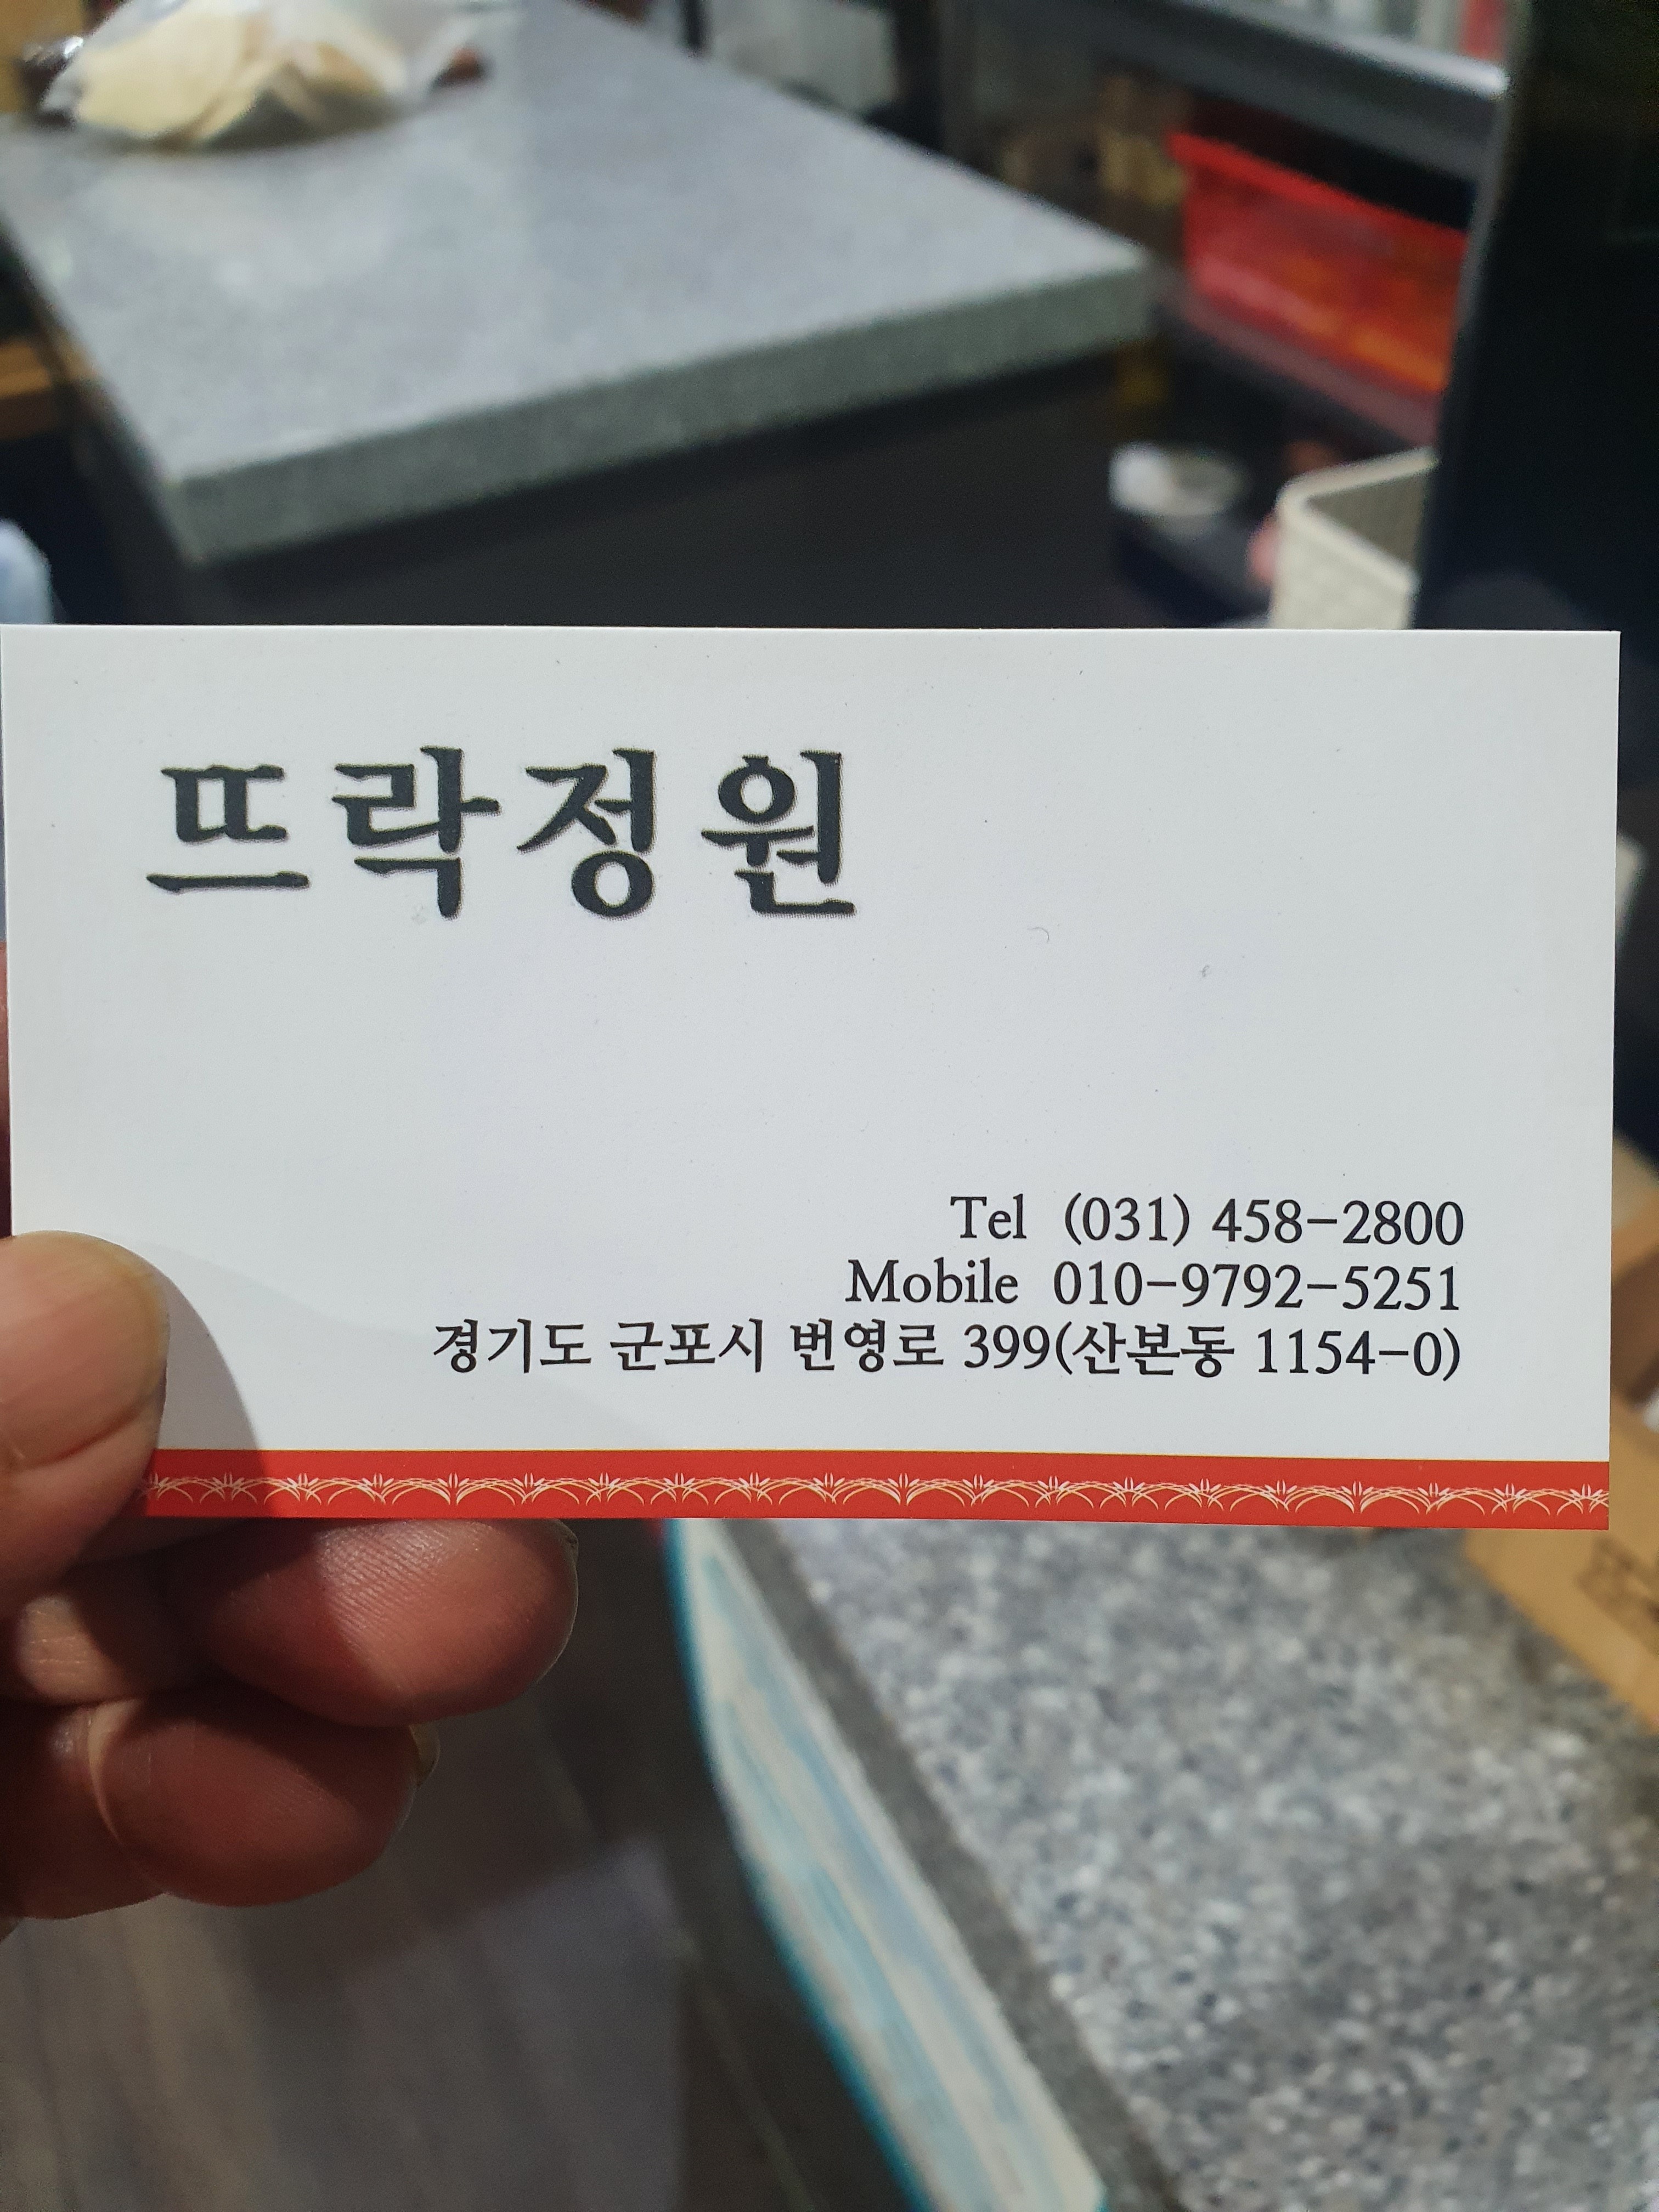 뜨락정원
Tel (031) 458-2800
Mobile 010-9792-5251
경기도 군포시 번영로 399(산본동 1154-0)